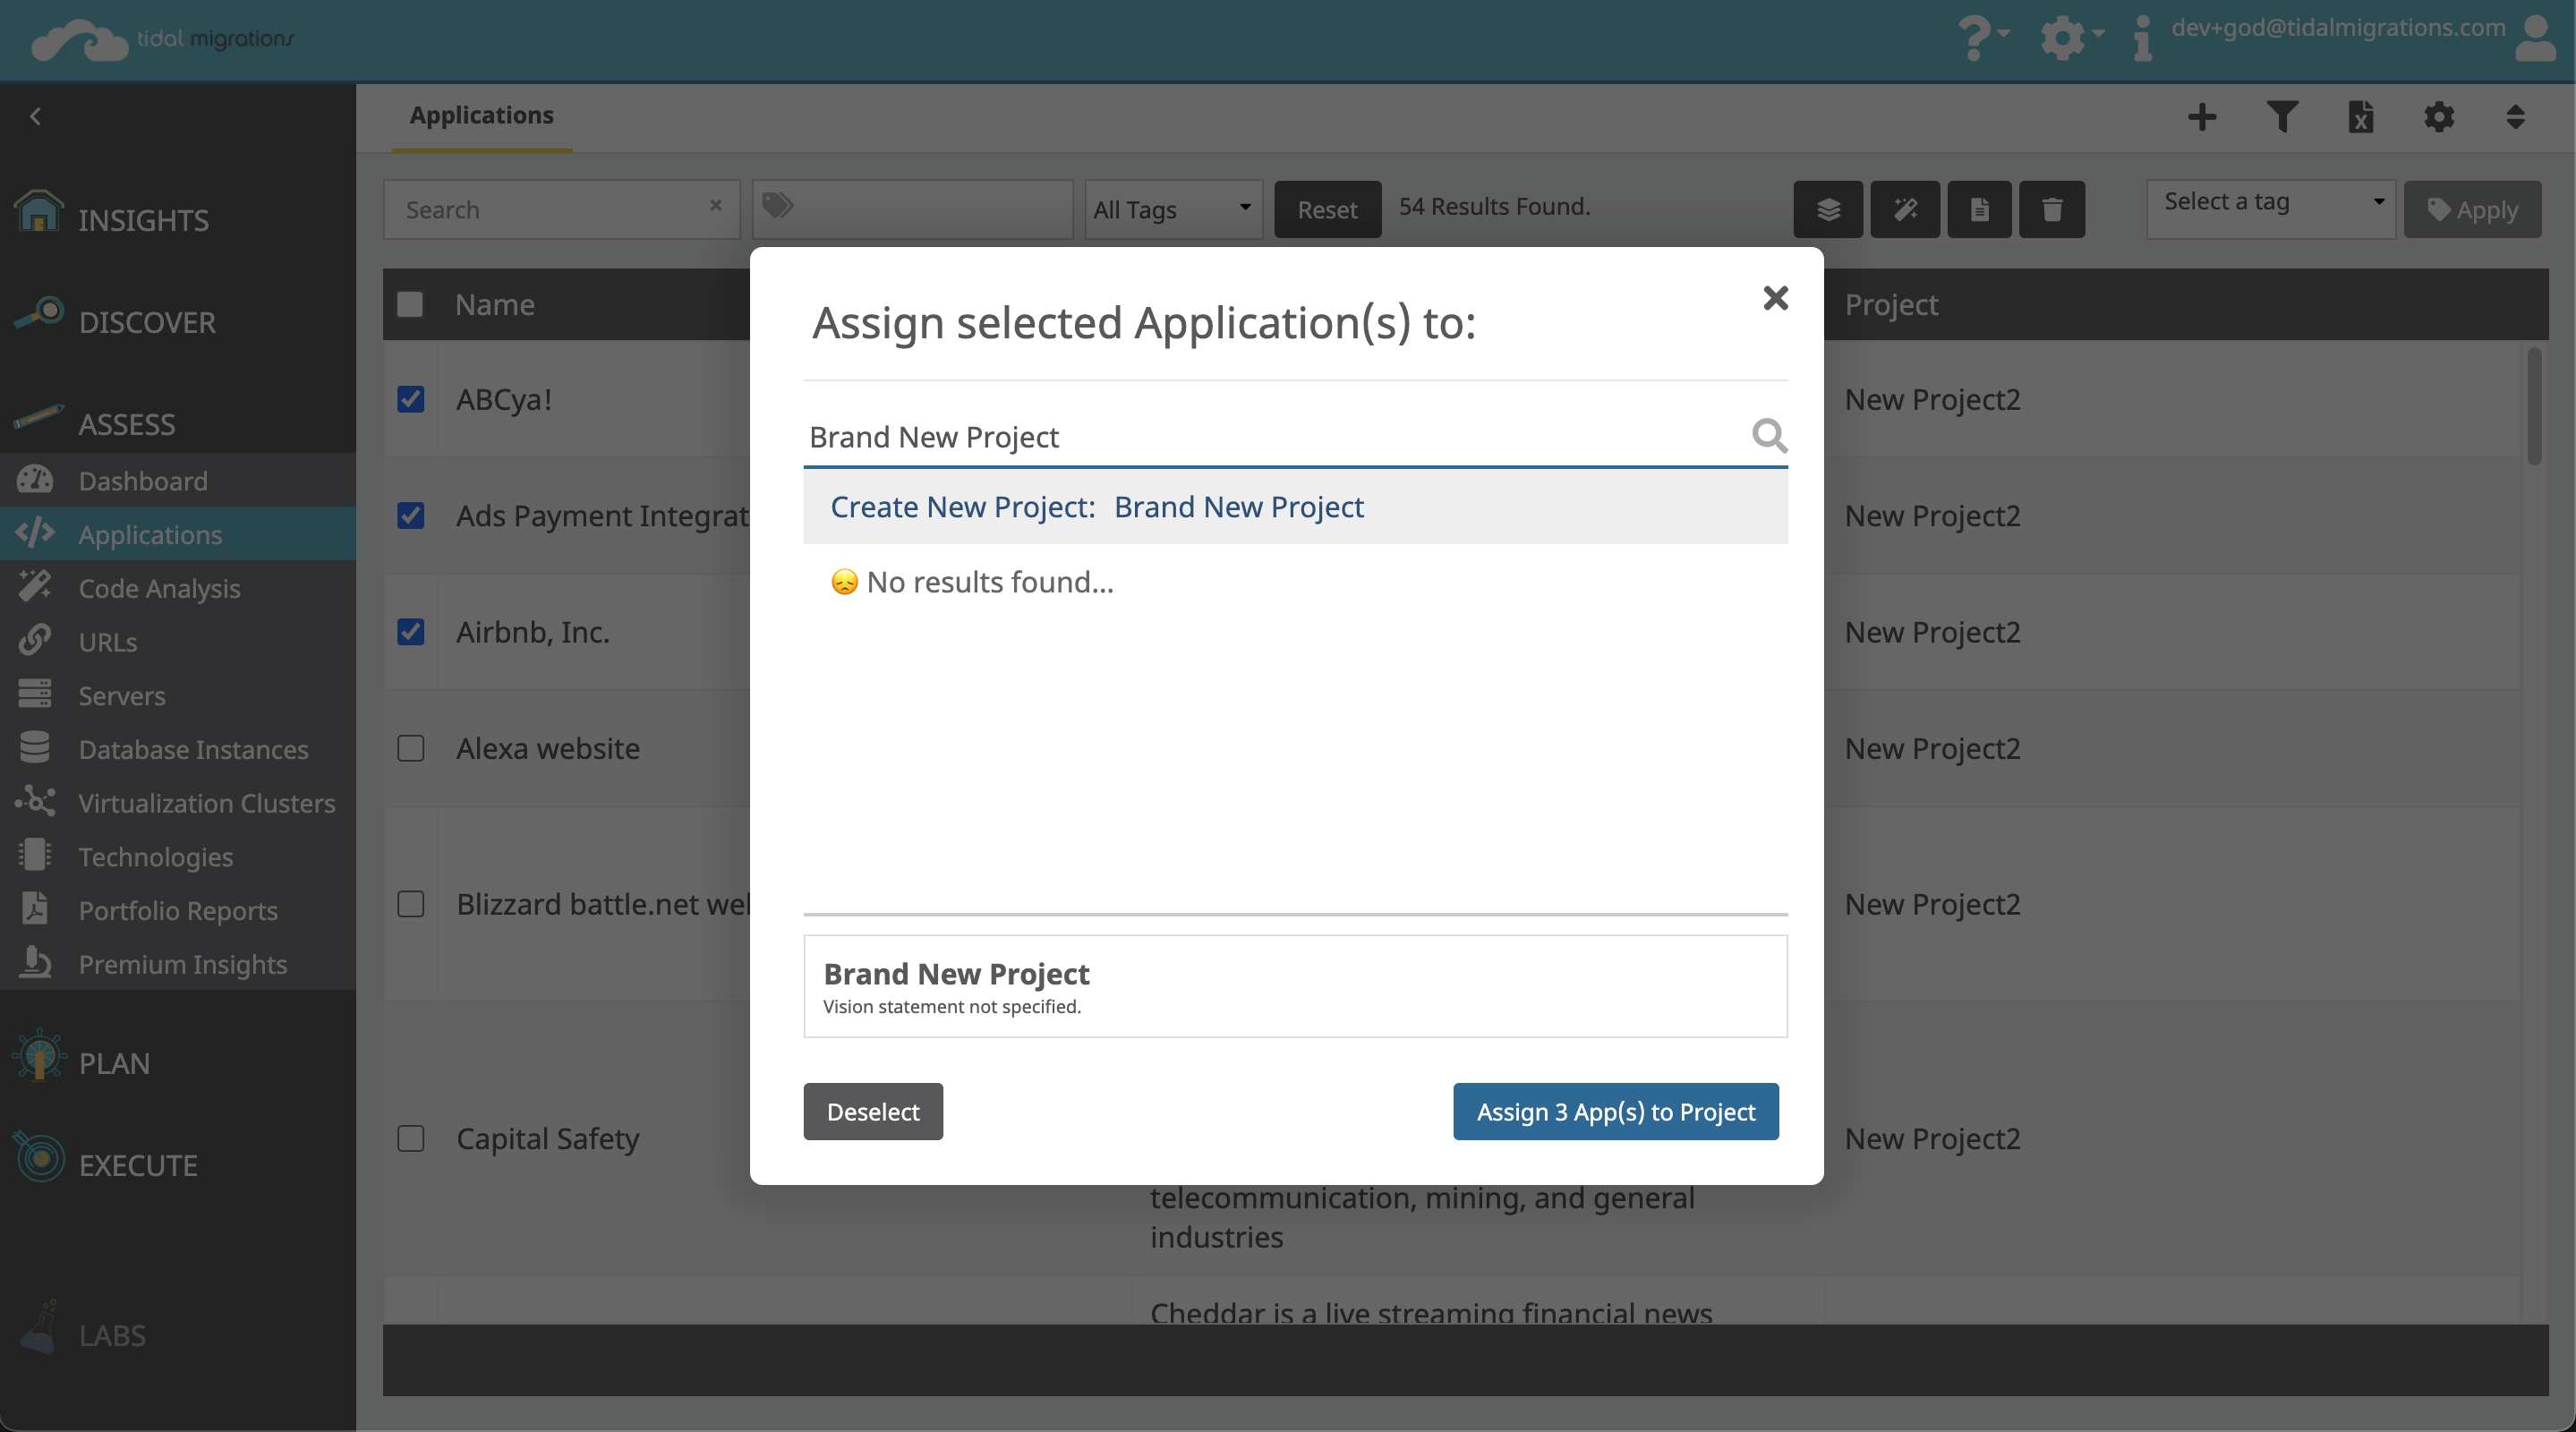 tidal migrations
dev+god@tidalmigrations.com
Applications
INSIGHTS
DISCOVER
ASSESS
Dashboard
Applications
Code Analysis
URLs
Servers
Database Instances
Virtualization Clusters
Technologies
Portfolio Reports
Premium Insights
PLAN
EXECUTE
LABS
Search
All Tags
Reset
54 Results Found.
Select a tag
Apply
Name
Project
ABCya!
New Project2
Ads Payment Integrat
New Project2
Airbnb, Inc.
New Project2
Alexa website
New Project2
Blizzard battle.net we
New Project2
Capital Safety
New Project2
telecommunication, mining, and general
industries
Cheddar is a live streaming financial news
Assign selected Application(s) to:
Brand New Project
Create New Project: Brand New Project
😞 No results found...
Brand New Project
Vision statement not specified.
Deselect
Assign 3 App(s) to Project